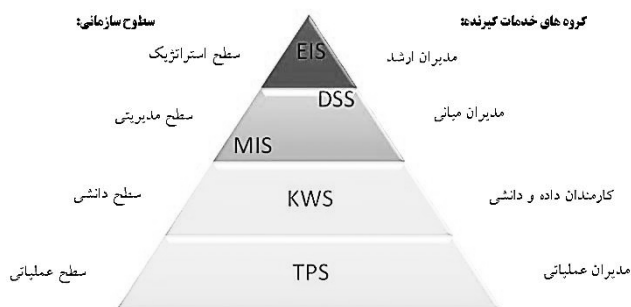 گروه های خدمات گیرنده:
سطوح سازمانی:
مدیران ارشد
EIS
سطح استراتژیک
DSS
مدیران میانی
سطح مدیریتی
MIS
کارمندان داده و دانشی
KWS
سطح دانشی
مدیران عملیاتی
TPS
سطح عملیاتی